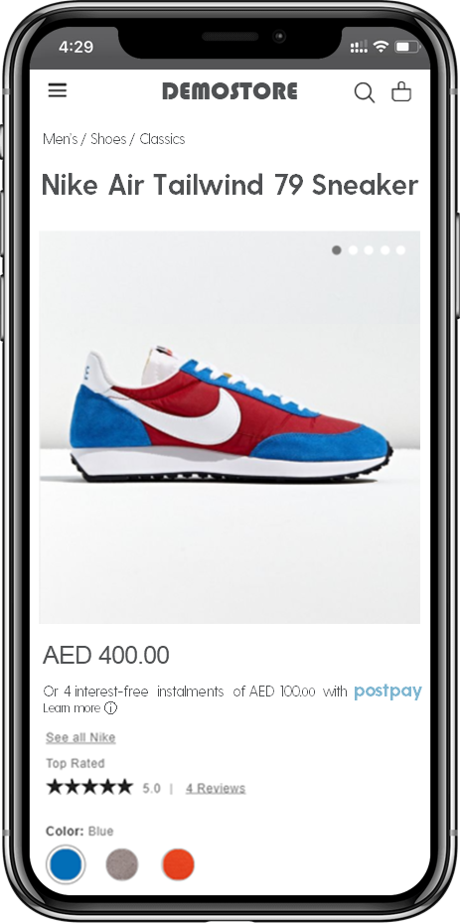 4:29
DEMOSTORE
Men's / Shoes / Classics
Nike Air Tailwind 79 Sneaker
AED 400.00
Or 4 interest-free instalments of AED 100.00 with postpay
Learn more ⓘ
See all Nike
Top Rated
★★★★★ 5.0 | 4 Reviews
Color: Blue